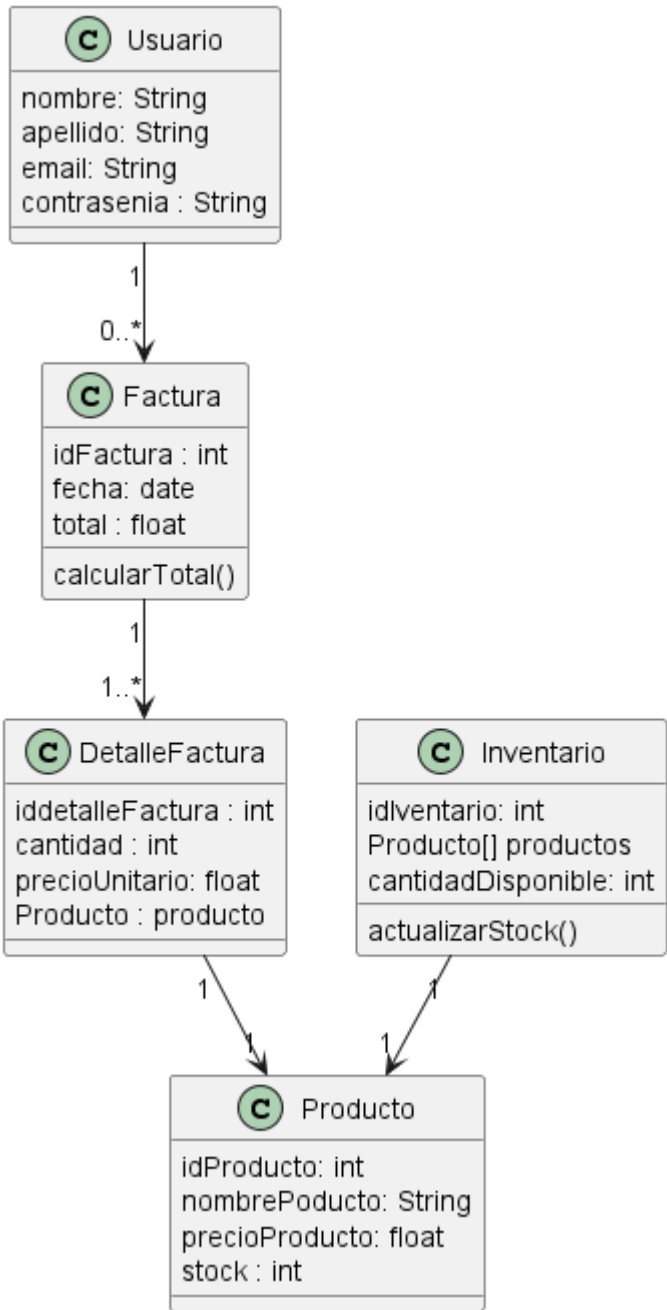 C Usuario
nombre: String
apellido: String
email: String
contrasenia : String
1
0..*
C Factura
idFactura : int
fecha: date
total : float
calcularTotal()
1
1..*
C DetalleFactura
iddetalleFactura : int
cantidad : int
precioUnitario: float
Producto : producto
C Inventario
idIventario: int
Producto[] productos
cantidadDisponible: int
actualizarStock()
1
1
1
1
C Producto
idProducto: int
nombrePoducto: String
precioProducto: float
stock : int